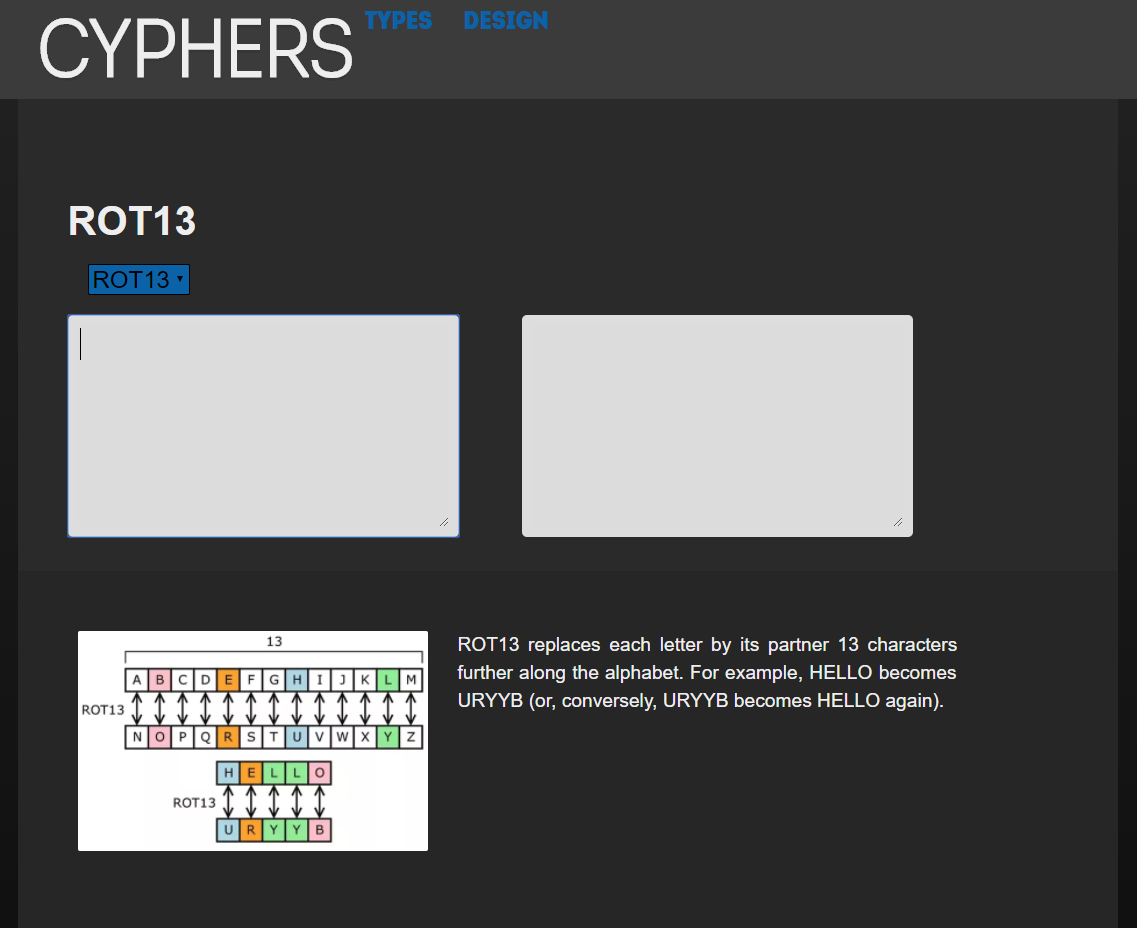 CYPHERS TYPES DESIGN
ROT13
ROT13
13
A B C D E F G H I J K L M
ROT13
N O P Q R S T U V W X Y Z
H E L L O
ROT13
U R Y Y B
ROT13 replaces each letter by its partner 13 characters
further along the alphabet. For example, HELLO becomes
URYYB (or, conversely, URYYB becomes HELLO again).